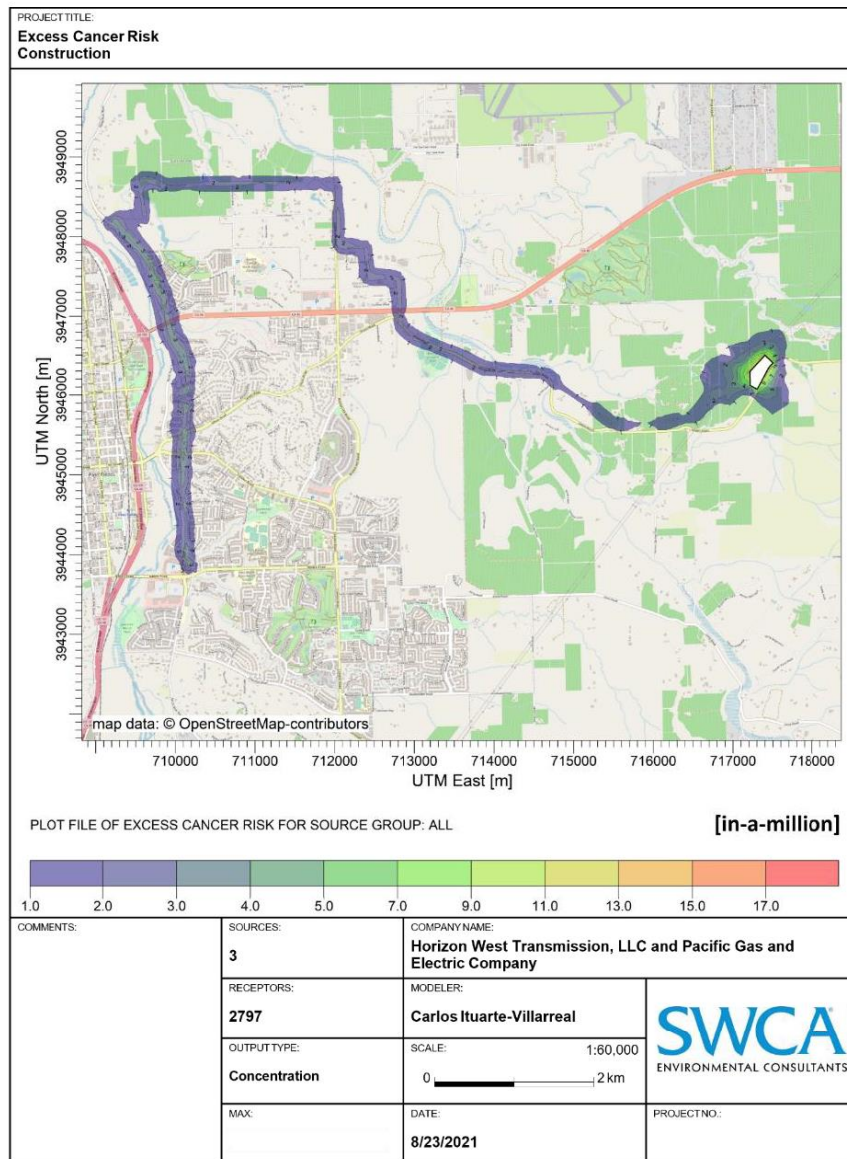 PROJECT TITLE:
Excess Cancer Risk
Construction
UTM North [m]
3949000
3948000
3947000
3946000
3945000
3944000
3943000
map data: © OpenStreetMap-contributors
710000 711000 712000 713000 714000 715000 716000 717000 718000
UTM East [m]
PLOT FILE OF EXCESS CANCER RISK FOR SOURCE GROUP: ALL
[in-a-million]
1.0 2.0 3.0 4.0 5.0 7.0 9.0 11.0 13.0 15.0 17.0
COMMENTS:
SOURCES:
3
COMPANY NAME:
Horizon West Transmission, LLC and Pacific Gas and
Electric Company
RECEPTORS:
2797
MODELER:
Carlos Ituarte-Villarreal
OUTPUT TYPE:
Concentration
SCALE: 1:60,000
0 2 km
SWCA
ENVIRONMENTAL CONSULTANTS
MAX:
DATE:
8/23/2021
PROJECT NO.: